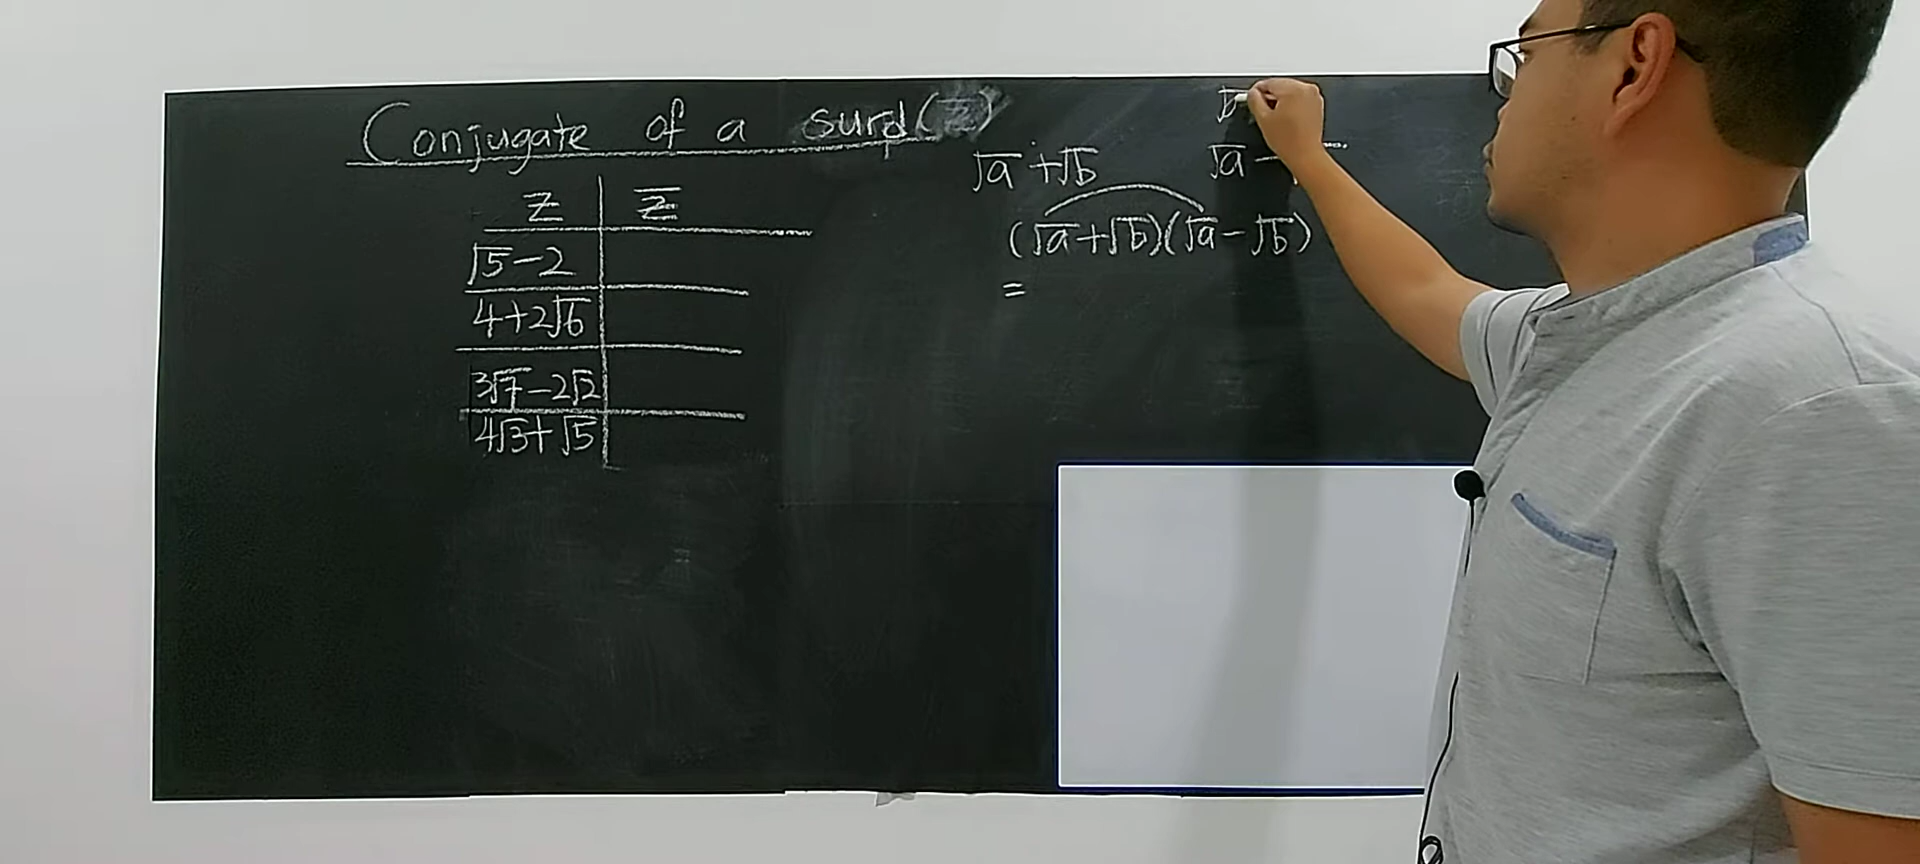 Conjugate of a surd(z̅)
z z̅
√5-2
4+2√6
3√7-2√2
4√3+√5
√a+√b √a-
(√a+√b)(√a-√b)
=